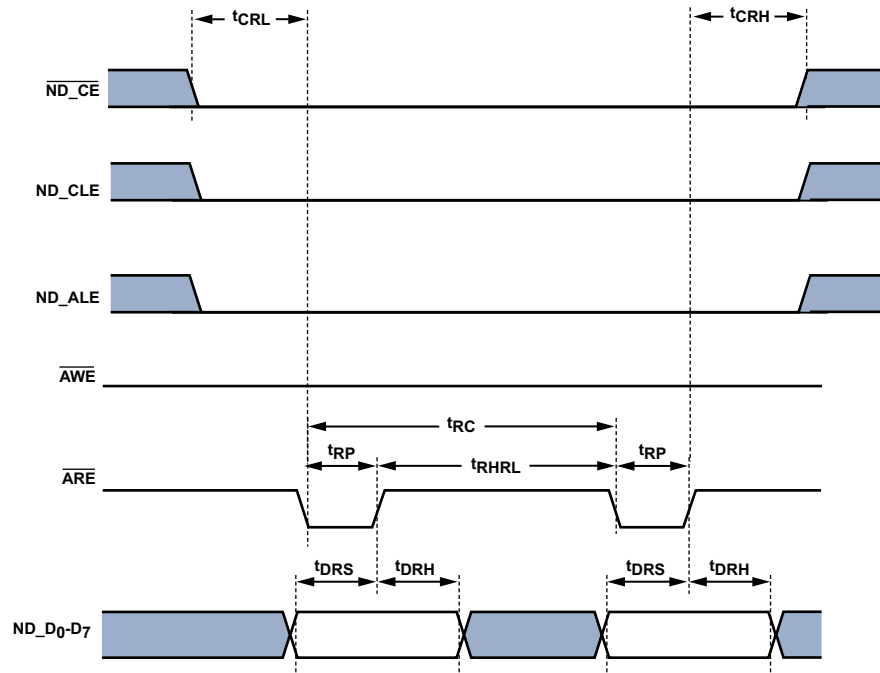 tCRL tCRH
ND_CE
ND_CLE
ND_ALE
AWE
tRC
tRP tRHRL tRP
ARE
tDRS tDRH tDRS tDRH
ND_D0-D7